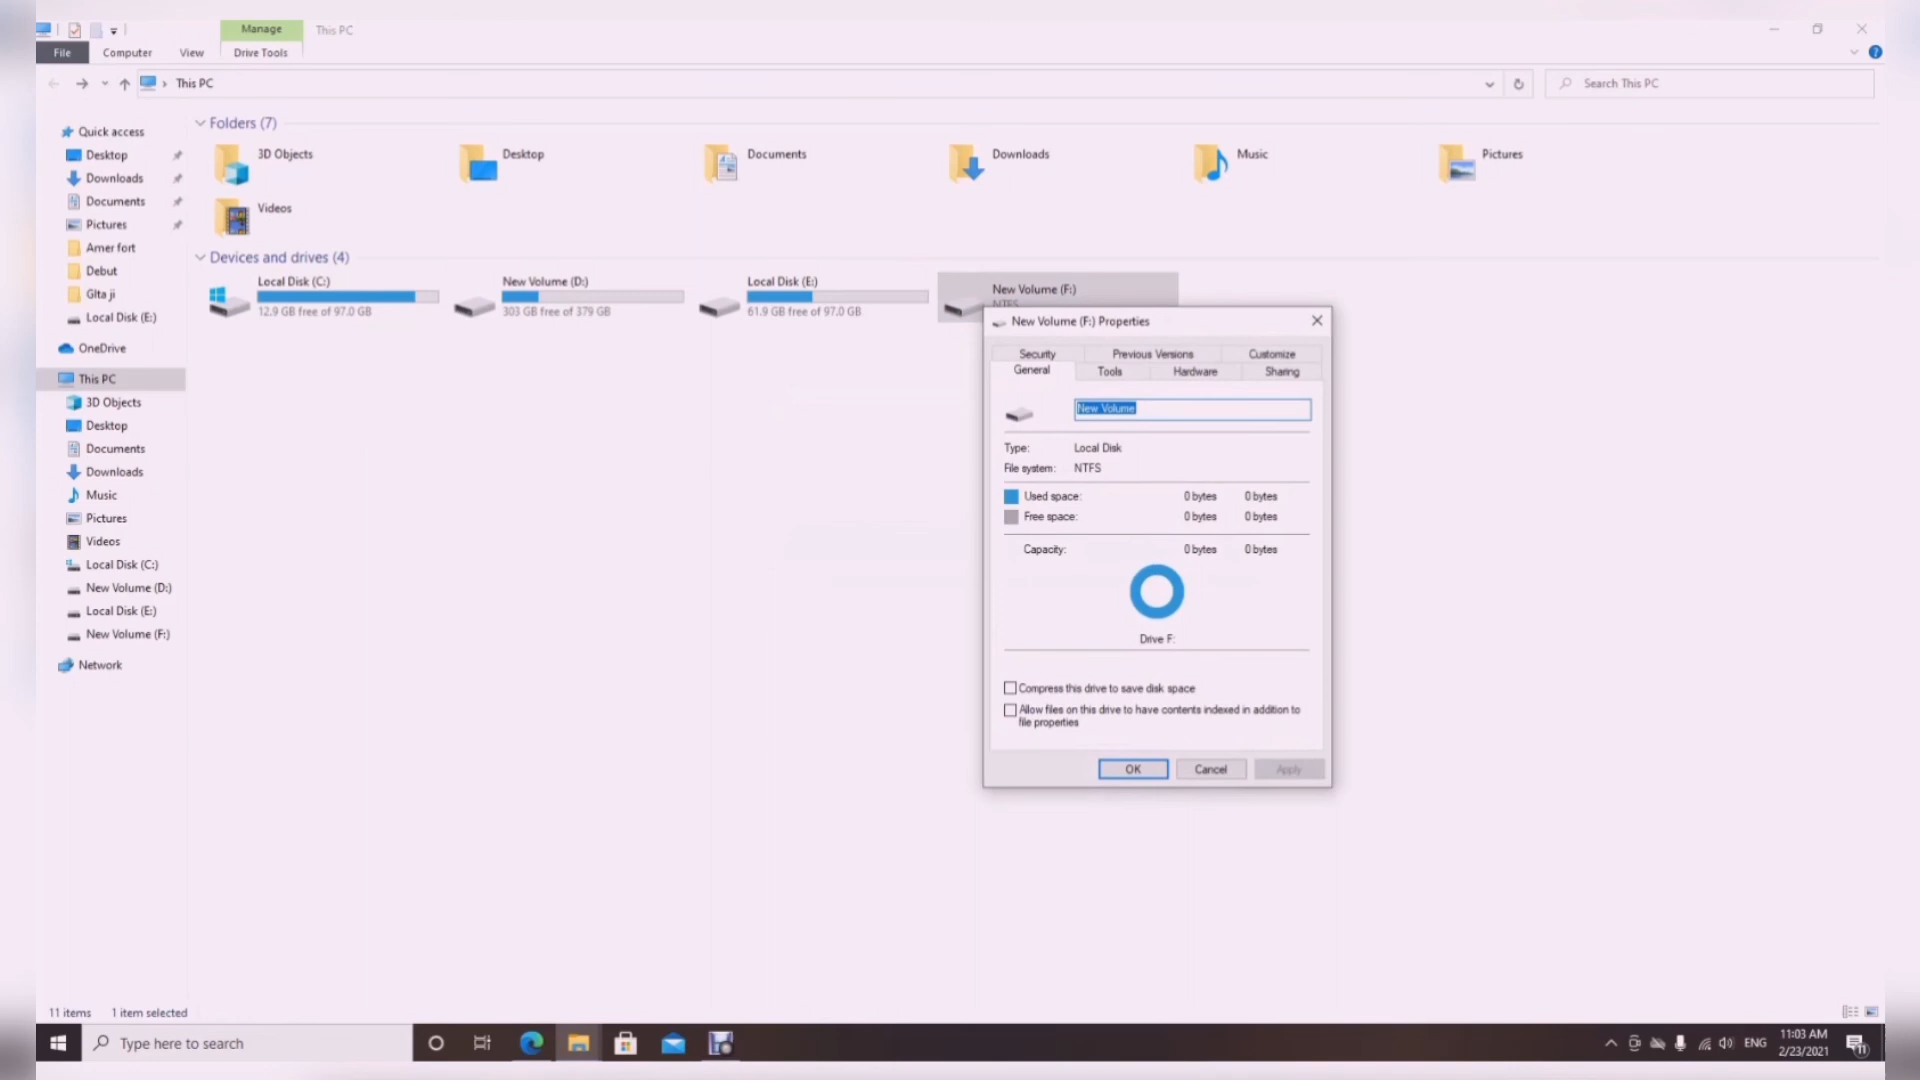 Manage
This PC
File
Computer
View
Drive Tools
This PC
Search This PC
Quick access
Desktop
Downloads
Documents
Pictures
Amer fort
Debut
GIta ji
Local Disk (E:)
OneDrive
This PC
3D Objects
Desktop
Documents
Downloads
Music
Pictures
Videos
Local Disk (C:)
New Volume (D:)
Local Disk (E:)
New Volume (F:)
Network
Folders (7)
3D Objects
Desktop
Documents
Downloads
Music
Pictures
Videos
Devices and drives (4)
Local Disk (C:)
12.9 GB free of 97.0 GB
New Volume (D:)
303 GB free of 379 GB
Local Disk (E:)
61.9 GB free of 97.0 GB
New Volume (F:)
NTFS
New Volume (F:) Properties
Security
Previous Versions
Customize
General
Tools
Hardware
Sharing
New Volume
Type: Local Disk
File system: NTFS
Used space: 0 bytes 0 bytes
Free space: 0 bytes 0 bytes
Capacity: 0 bytes 0 bytes
Drive F:
Compress this drive to save disk space
Allow files on this drive to have contents indexed in addition to
file properties
OK
Cancel
Apply
11 items
1 item selected
Type here to search
ENG
11:03 AM
2/23/2021
11